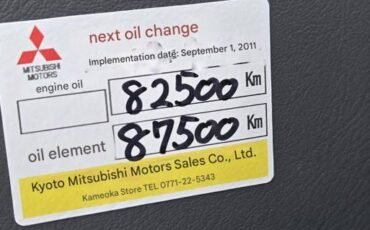 next oil change
MITSUBISHI
MOTORS
Implementation date: September 1, 2011
engine oil
82500 Km
oil element
87500 Km
Kyoto Mitsubishi Motors Sales Co., Ltd.
Kameoka Store TEL 0771-22-5343